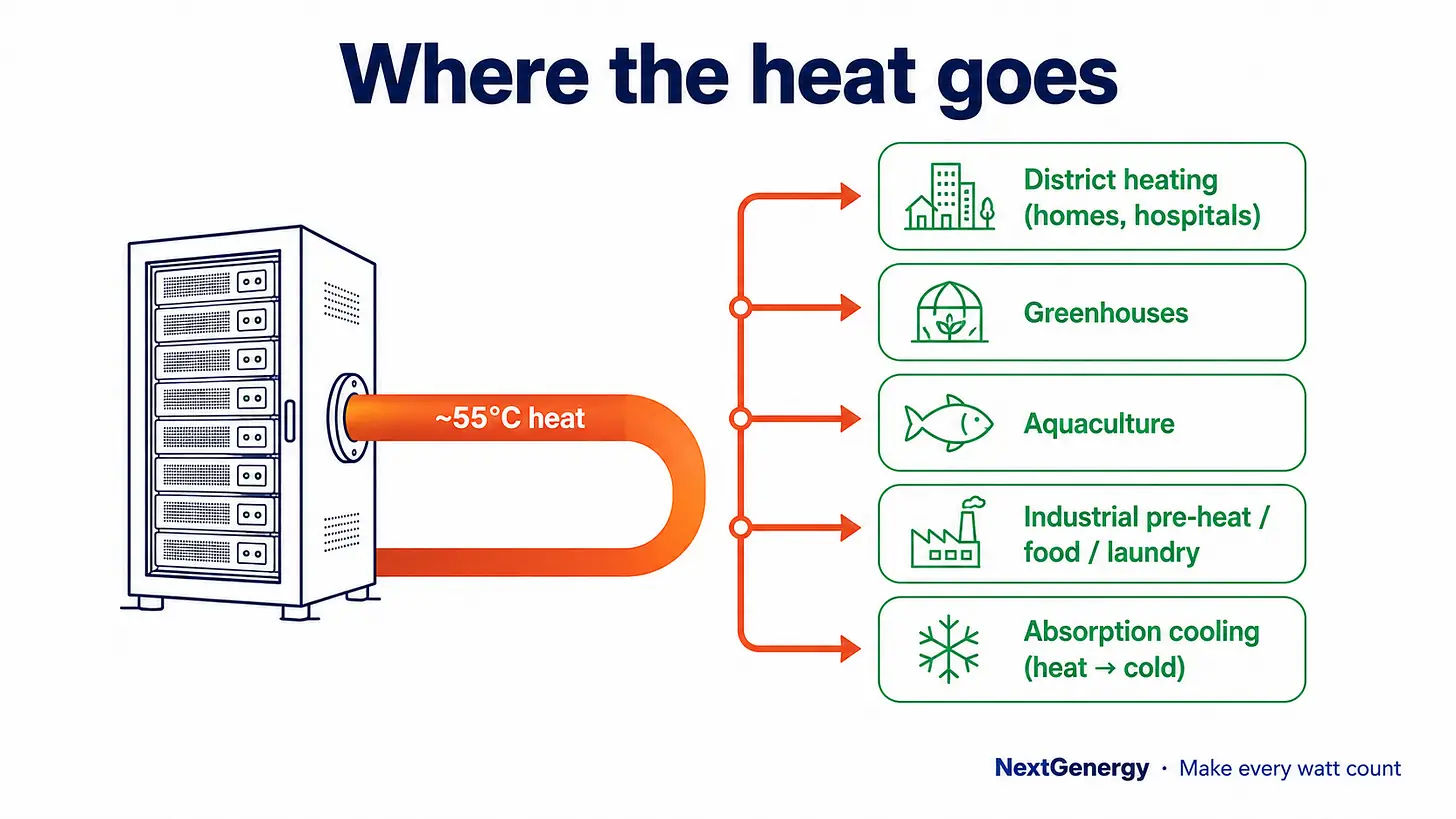 Where the heat goes
~55°C heat
District heating
(homes, hospitals)
Greenhouses
Aquaculture
Industrial pre-heat /
food / laundry
Absorption cooling
(heat → cold)
NextGenergy · Make every watt count